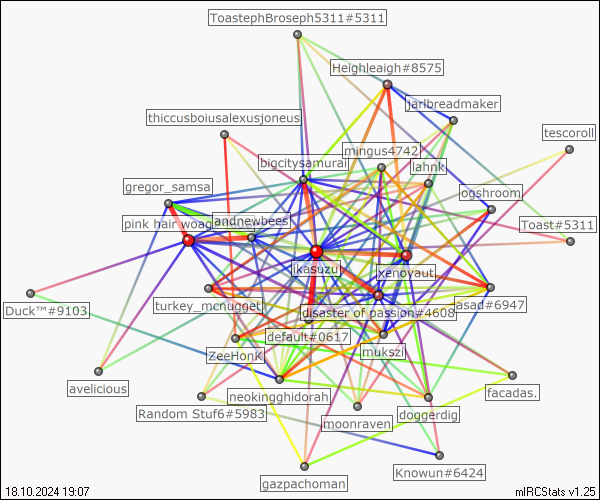 ToastephBroseph5311#5311
Heighleaigh#8575
jarlbreadmaker
thiccusboiusalexusjoneus
tescoroll
mingus4742
bigcitysamurai
lahnk
gregor_samsa
ogshroom
pink hair woag
andnewbees
Toast#5311
ikasuzu
xenoyaut
Duck™#9103
turkey_mcnugget
asad#6947
disaster of passion#4608
default#0617
ZeeHonK
mukszi
neokingghidorah
facadas.
avelicious
Random Stuf6#5983
doggerdig
moonraven
Knowun#6424
gazpachoman
18.10.2024 19:07
mIRCStats v1.25